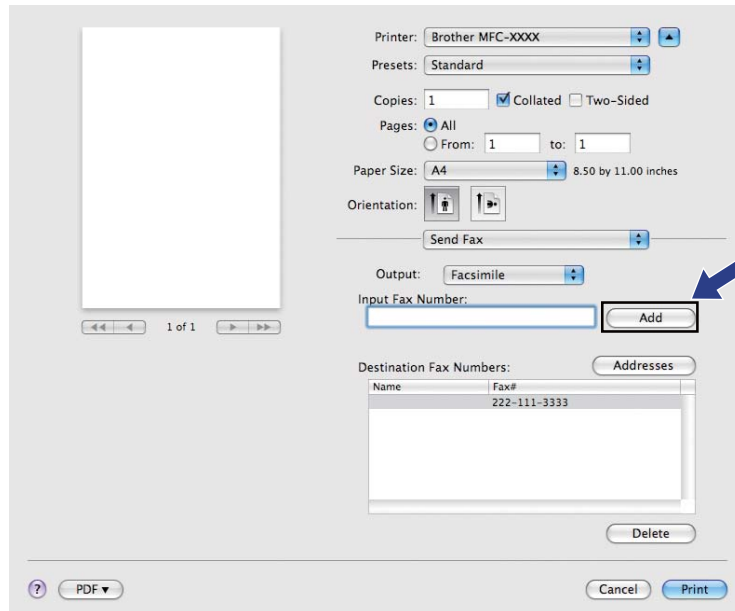 Printer: Brother MFC-XXXX
Presets: Standard
Copies: 1 Collated Two-Sided
Pages: All
From: 1 to: 1
Paper Size: A4 8.50 by 11.00 inches
Orientation:
Send Fax
Output: Facsimile
Input Fax Number:
Add
1 of 1
Destination Fax Numbers: Addresses
Name Fax#
222-111-3333
Delete
? PDF▼ Cancel Print